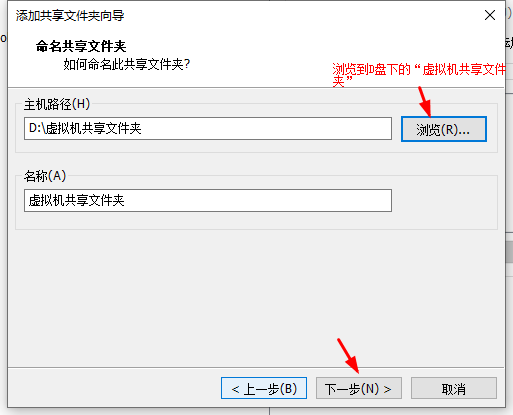 添加共享文件夹向导
命名共享文件夹
如何命名此共享文件夹?
浏览到D盘下的“虚拟机共享文件
夹”
主机路径(H)
D:\虚拟机共享文件夹
浏览(R)...
名称(A)
虚拟机共享文件夹
< 上一步(B)
下一步(N) >
取消